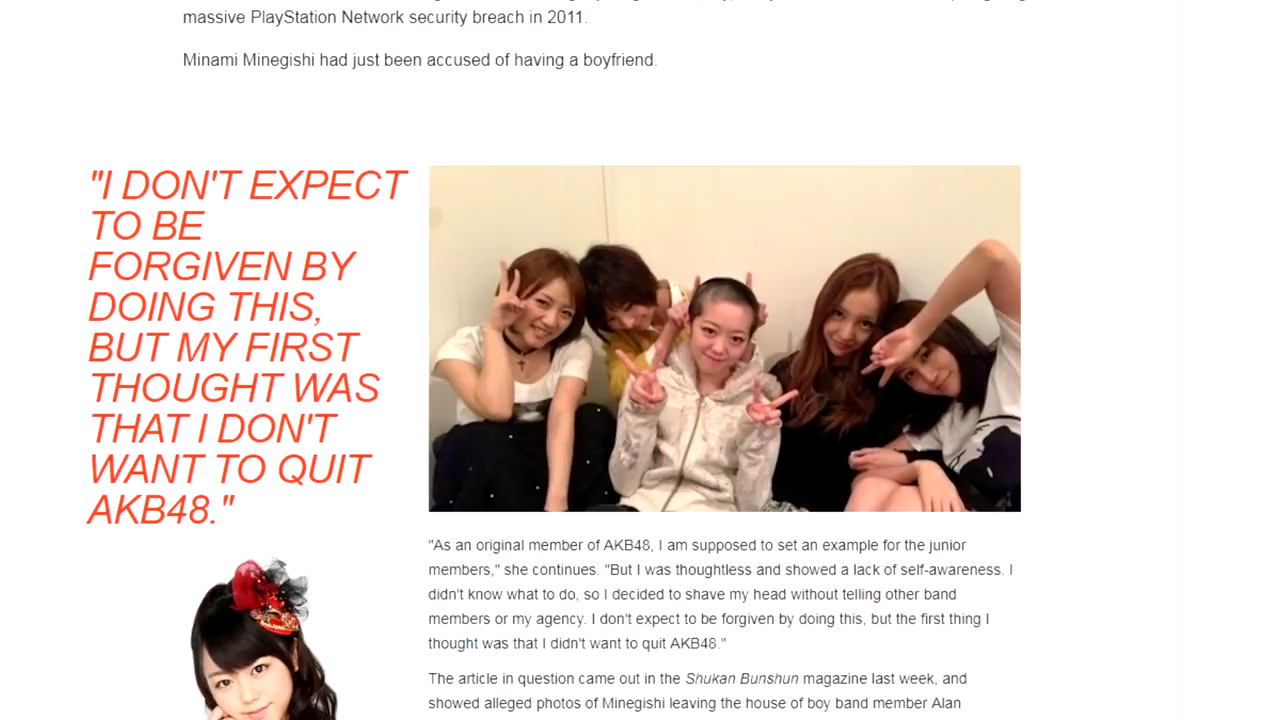 massive PlayStation Network security breach in 2011.
Minami Minegishi had just been accused of having a boyfriend.
"I DON'T EXPECT
TO BE
FORGIVEN BY
DOING THIS,
BUT MY FIRST
THOUGHT WAS
THAT I DON'T
WANT TO QUIT
AKB48."
"As an original member of AKB48, I am supposed to set an example for the junior
members," she continues. "But I was thoughtless and showed a lack of self-awareness. I
didn't know what to do, so I decided to shave my head without telling other band
members or my agency. I don't expect to be forgiven by doing this, but the first thing I
thought was that I didn't want to quit AKB48."
The article in question came out in the Shukan Bunshun magazine last week, and
showed alleged photos of Minegishi leaving the house of boy band member Alan